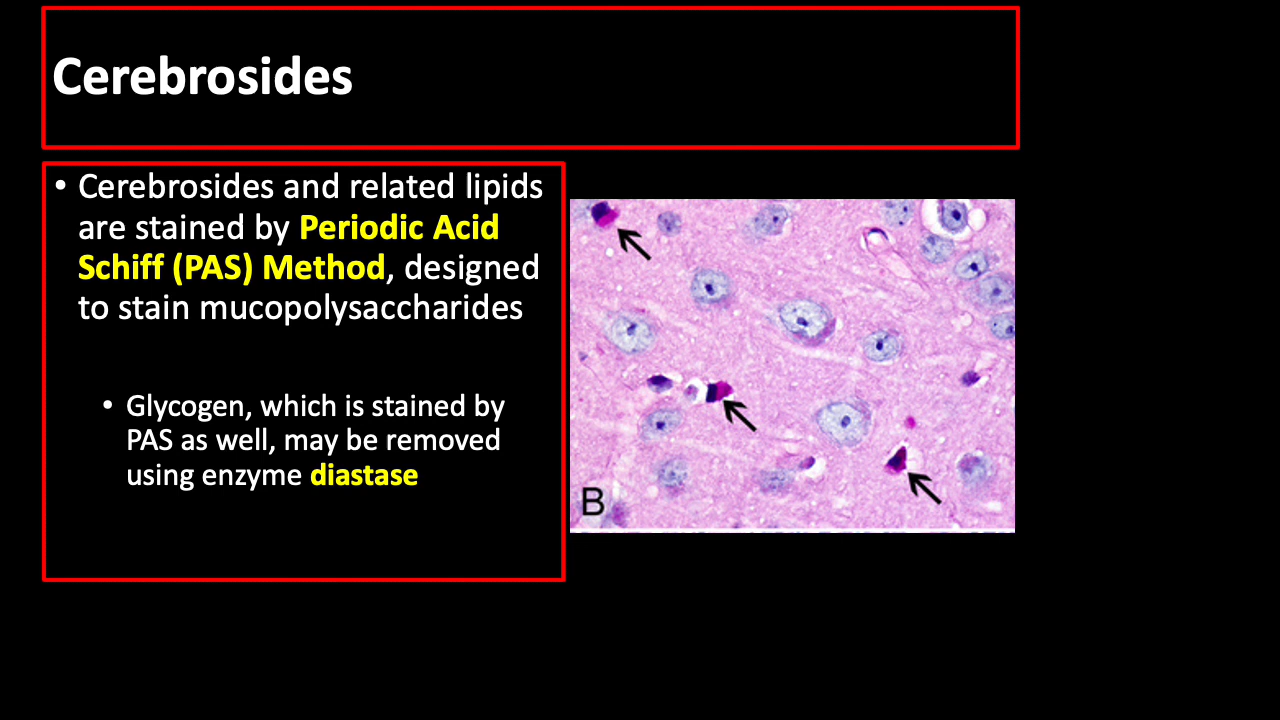 Cerebrosides
• Cerebrosides and related lipids
are stained by Periodic Acid
Schiff (PAS) Method, designed
to stain mucopolysaccharides
• Glycogen, which is stained by
PAS as well, may be removed
using enzyme diastase
B